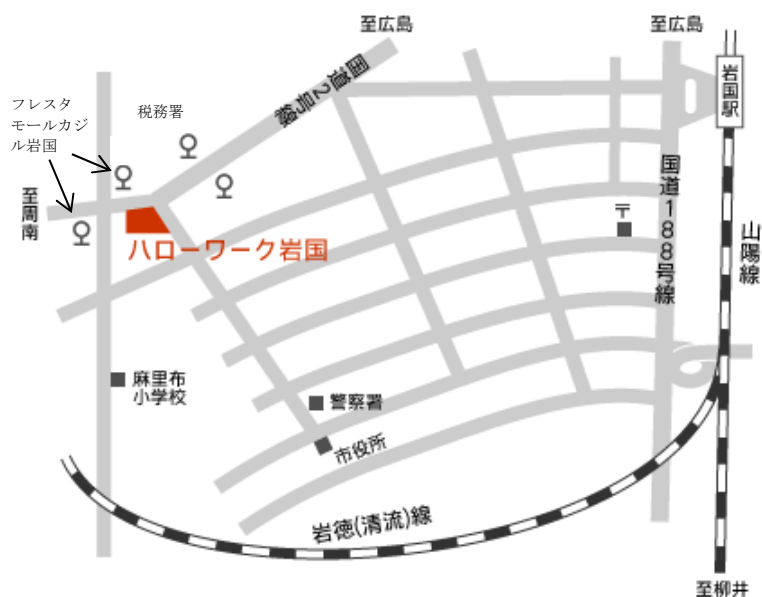 至広島
至広島
国道2号線
岩国駅
フレスタ
モールカジ
ル岩国
税務署
至周南
国道188号線
〒
山陽線
ハローワーク岩国
麻里布
小学校
警察署
市役所
岩徳(清流)線
至柳井